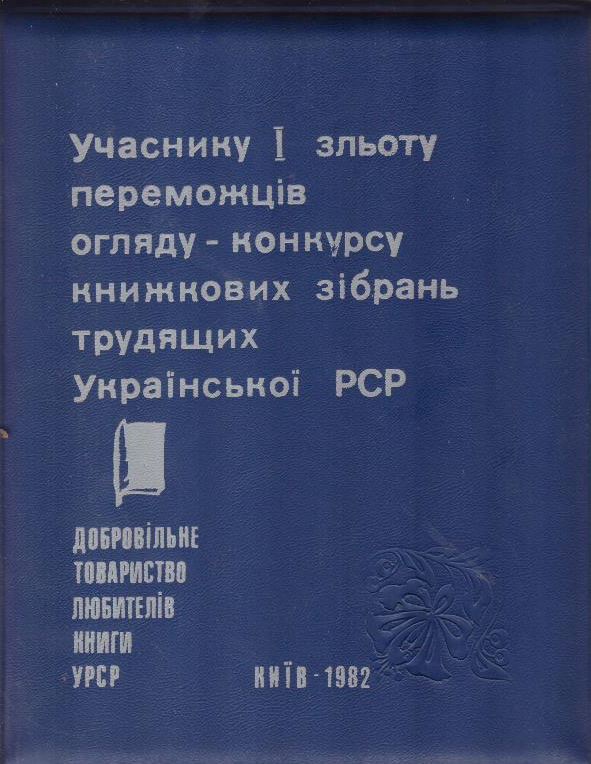 Учаснику I зльоту
переможців
огляду - конкурсу
книжкових зібрань
трудящих
Української РСР
ДОБРОВІЛЬНЕ
ТОВАРИСТВО
ЛЮБИТЕЛІВ
КНИГИ
УРСР
КИЇВ - 1982